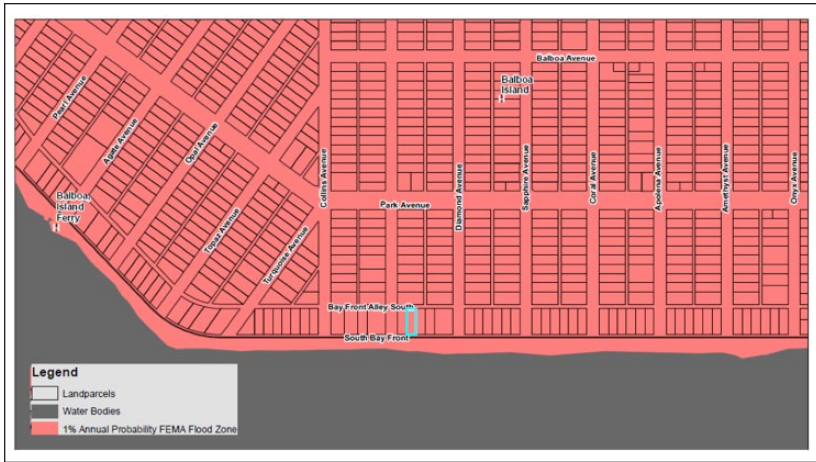 Balboa Avenue
Balboa
Island
Pearl Avenue
Agate Avenue
Opal Avenue
Collins Avenue
Diamond Avenue
Sapphire Avenue
Coral Avenue
Apolena Avenue
Amethyst Avenue
Onyx Avenue
Balboa
Island
Ferry
Park Avenue
Topaz Avenue
Turquoise Avenue
Bay Front Alley South
South Bay Front
Legend
Landparcels
Water Bodies
1% Annual Probability FEMA Flood Zone